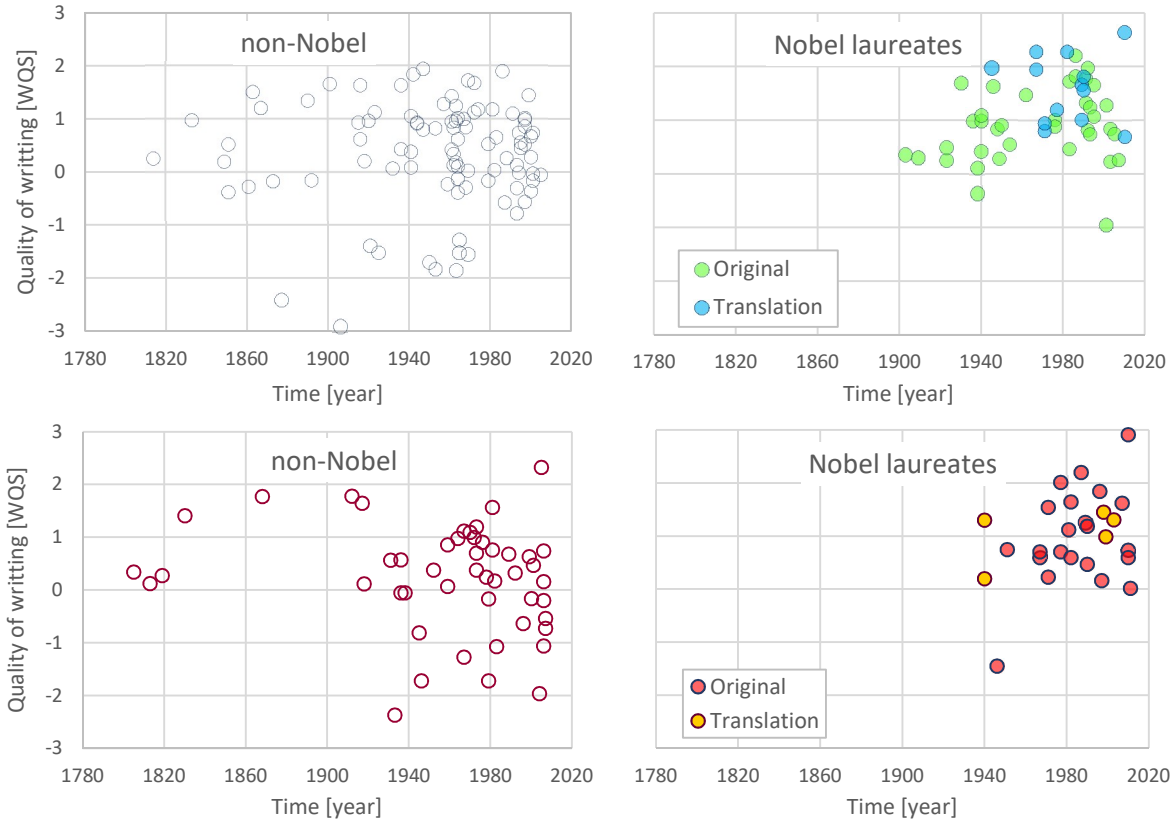 Quality of writting [WQS]
3
2
1
0
-1
-2
-3
non-Nobel
1780 1820 1860 1900 1940 1980 2020
Time [year]
Nobel laureates
Original
Translation
1780 1820 1860 1900 1940 1980 2020
Time [year]
Quality of writting [WQS]
3
2
1
0
-1
-2
-3
non-Nobel
1780 1820 1860 1900 1940 1980 2020
Time [year]
Nobel laureates
Original
Translation
1780 1820 1860 1900 1940 1980 2020
Time [year]